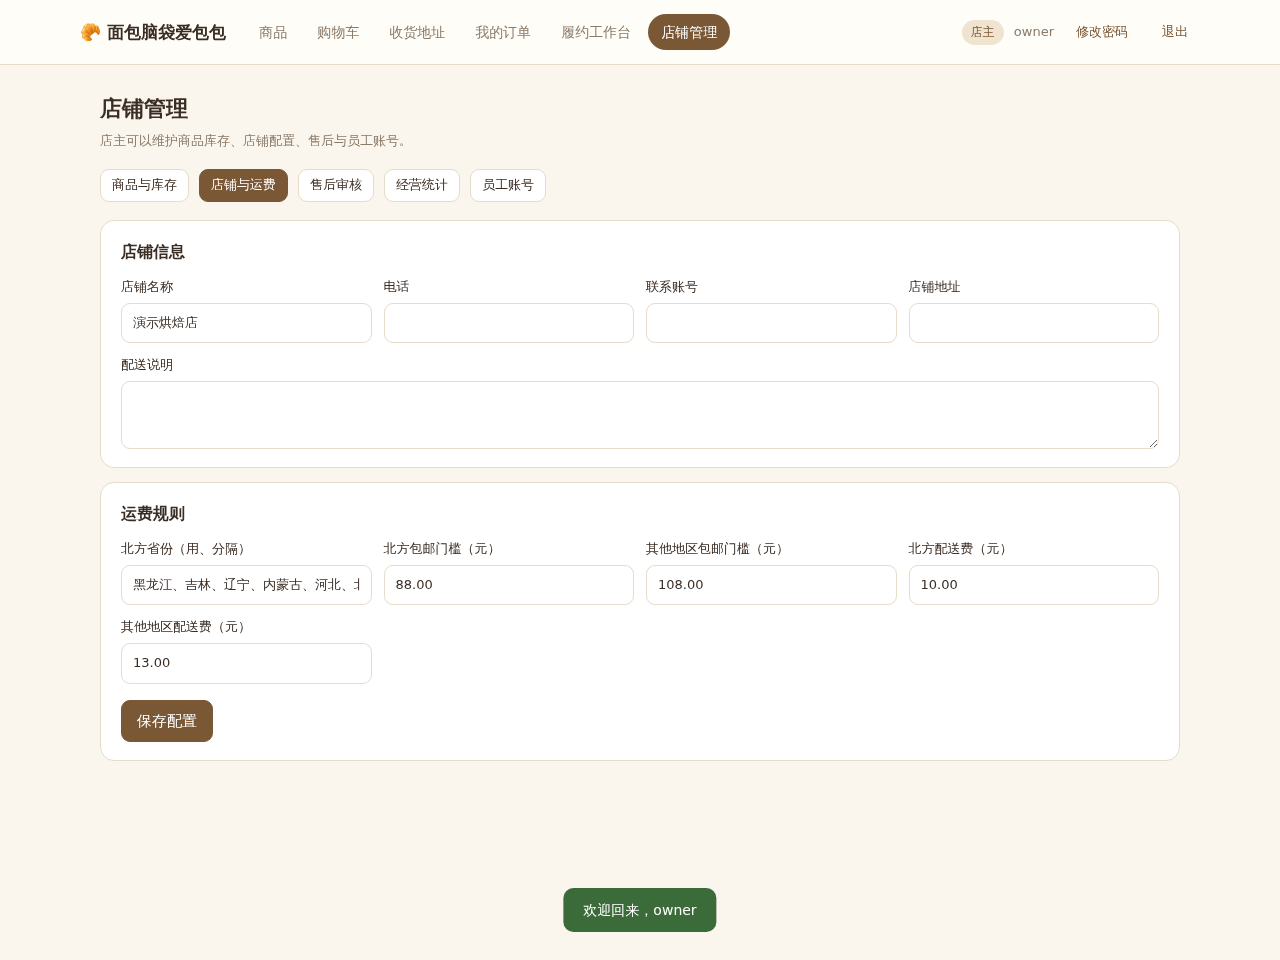 🥐 面包脑袋爱包包 商品 购物车 收货地址 我的订单 履约工作台 店铺管理 店主 owner 修改密码 退出
店铺管理
店主可以维护商品库存、店铺配置、售后与员工账号。
商品与库存 店铺与运费 售后审核 经营统计 员工账号
店铺信息
店铺名称 电话 联系账号 店铺地址
演示烘焙店
配送说明
运费规则
北方省份（用、分隔） 北方包邮门槛（元） 其他地区包邮门槛（元） 北方配送费（元）
黑龙江、吉林、辽宁、内蒙古、河北、 88.00 108.00 10.00
其他地区配送费（元）
13.00
保存配置
欢迎回来，owner